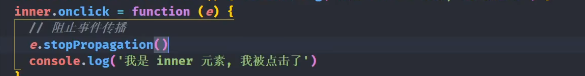 inner.onclick = function (e) {
// 阻止事件传播
e.stopPropagation()
console.log('我是 inner 元素, 我被点击了')